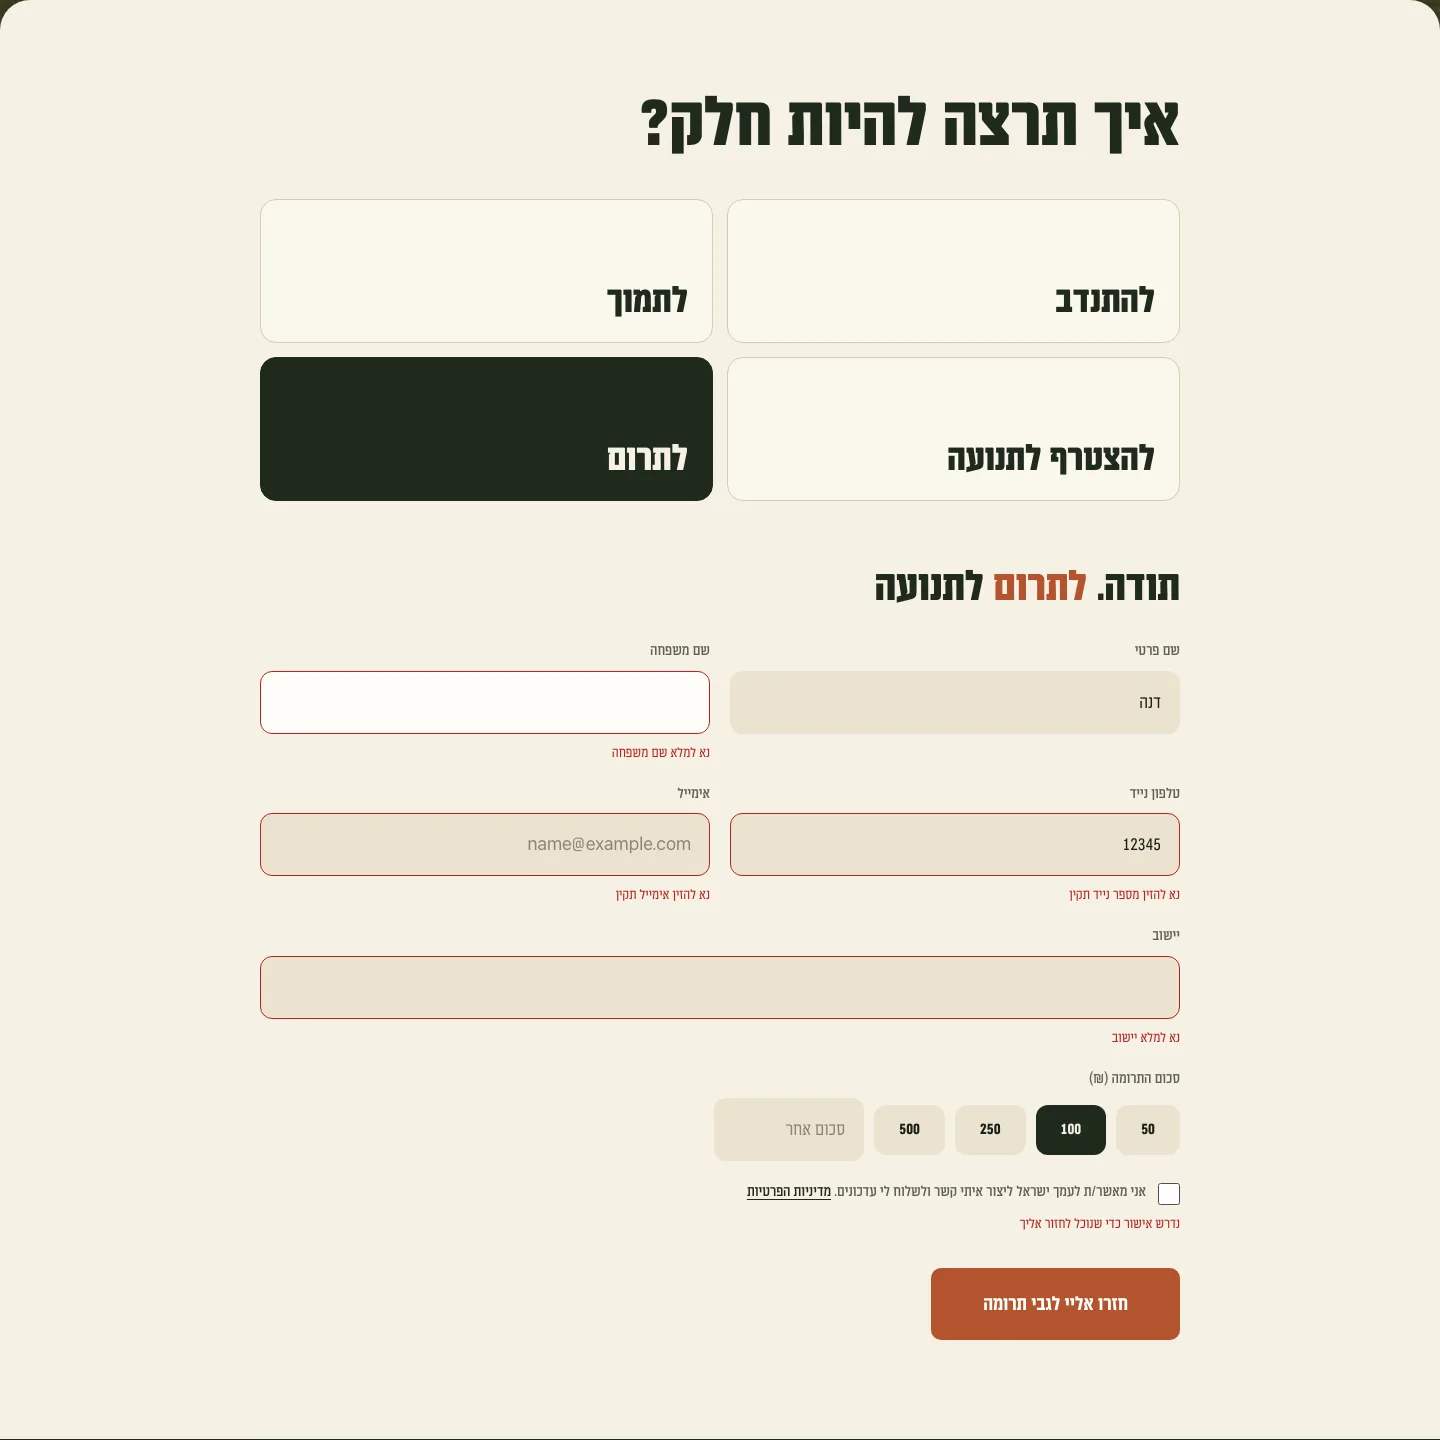 איך תרצה להיות חלק?
להתנדב
לתמוך
להצטרף לתנועה
לתרום
תודה. לתרום לתנועה
שם פרטי
שם משפחה
דנה
נא למלא שם משפחה
טלפון נייד
אימייל
12345
name@example.com
נא להזין מספר נייד תקין
נא להזין אימייל תקין
יישוב
נא למלא יישוב
סכום התרומה (₪)
50
100
250
500
סכום אחר
אני מאשר/ת לעמך ישראל ליצור איתי קשר ולשלוח לי עדכונים. מדיניות הפרטיות
נדרש אישור כדי שנוכל לחזור אליך
חזרו אליי לגבי תרומה